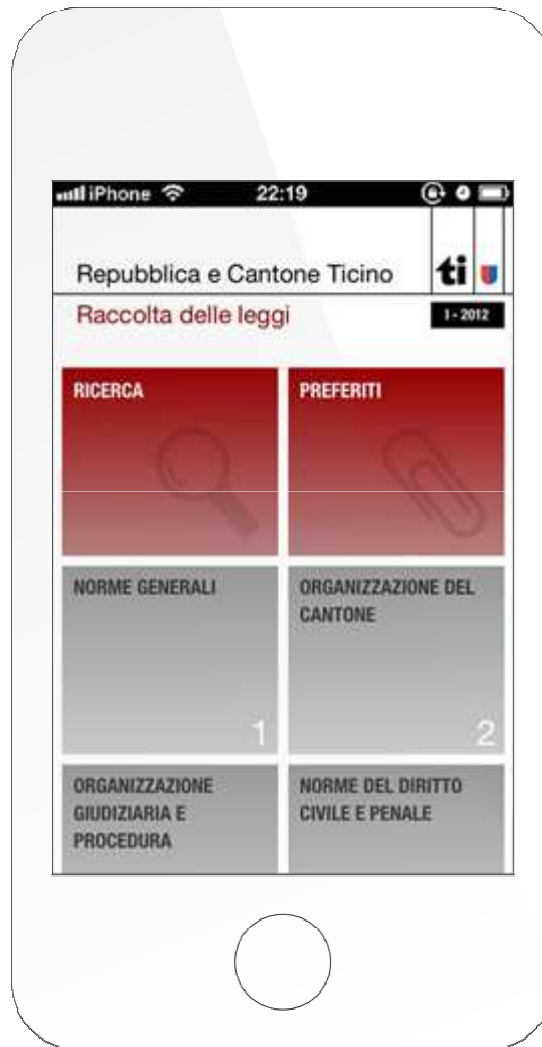 iPhone 22:19
Repubblica e Cantone Ticino ti
Raccolta delle leggi I - 2012
RICERCA
PREFERITI
NORME GENERALI
1
ORGANIZZAZIONE DEL
CANTONE
2
ORGANIZZAZIONE
GIUDIZIARIA E
PROCEDURA
NORME DEL DIRITTO
CIVILE E PENALE